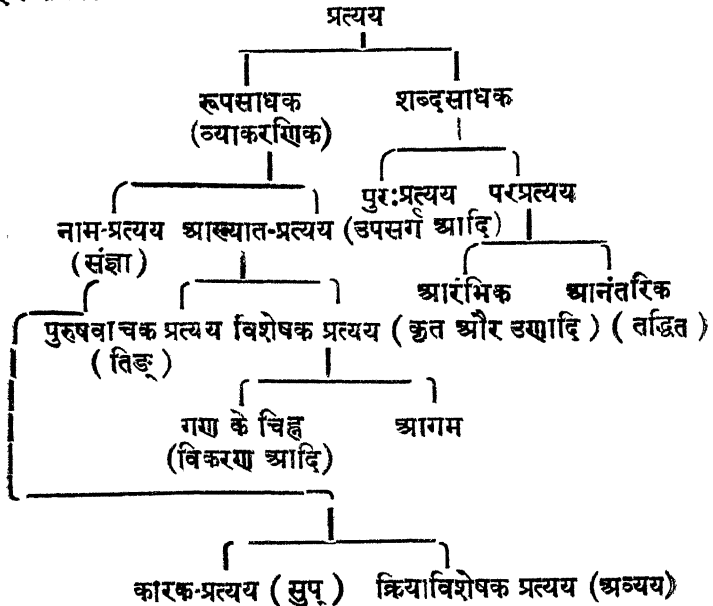 प्रत्यय
रूपसाधक शब्दसाधक
(व्याकरणिक)
पुरःप्रत्यय परप्रत्यय
नाम-प्रत्यय आख्यात-प्रत्यय (उपसर्ग आदि)
(संज्ञा)
आरंभिक आनंतरिक
पुरुषवाचक प्रत्यय विशेषक प्रत्यय (कृत और उणादि) (तद्धित)
(तिङ्)
गण के चिह्न आगम
(विकरण आदि)
कारक-प्रत्यय (सुप्) क्रियाविशेषक प्रत्यय (अव्यय)